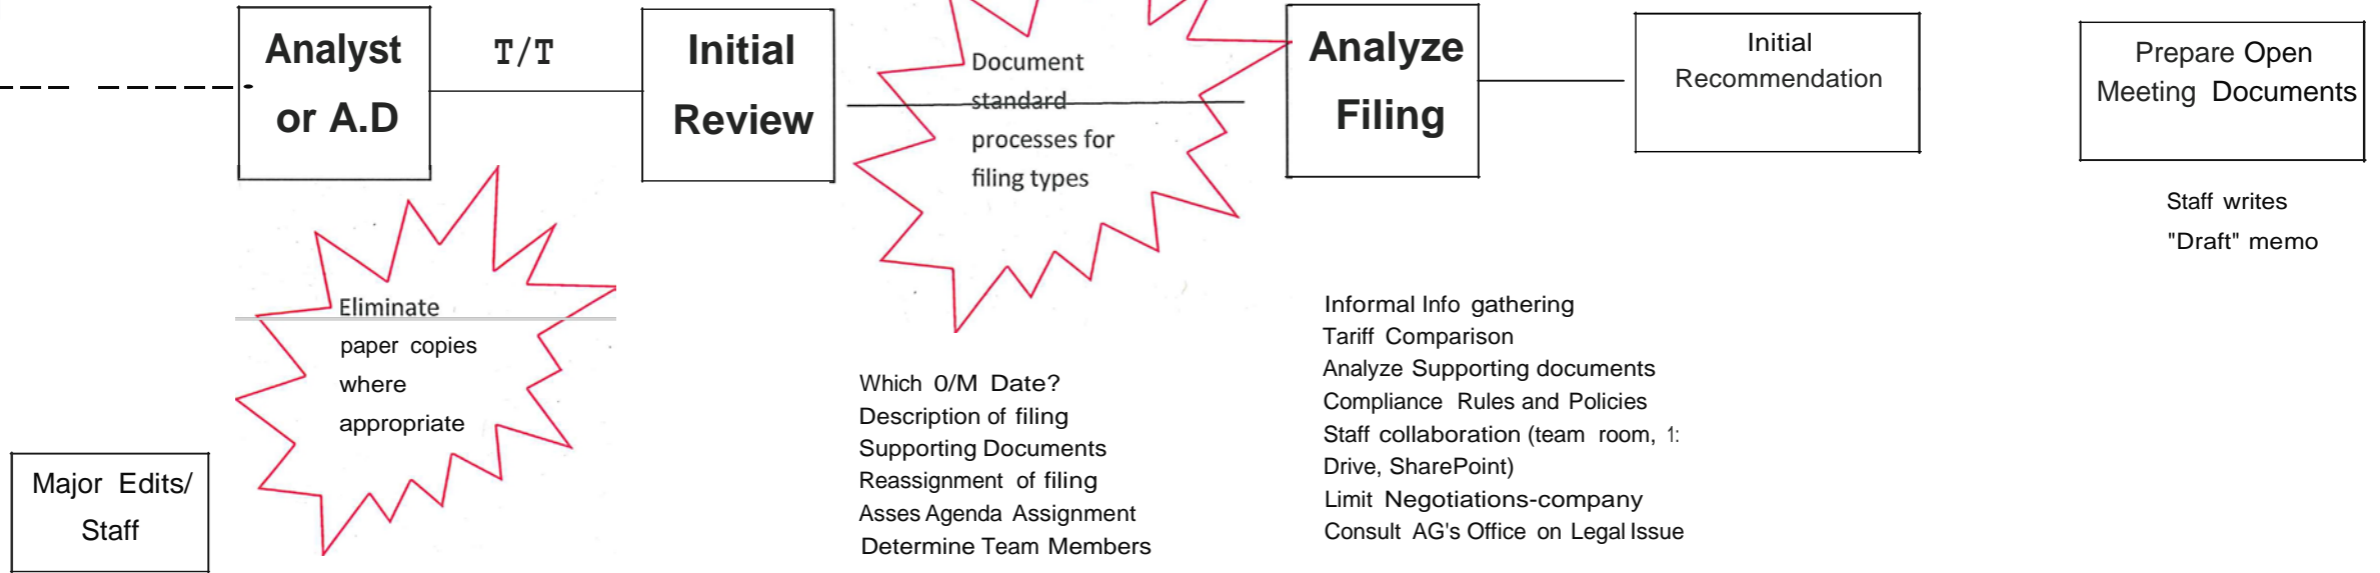 Analyst
or A.D
T/T
Initial
Review
Document
standard
processes for
filing types
Analyze
Filing
Initial
Recommendation
Prepare Open
Meeting Documents
Staff writes
"Draft" memo
Eliminate
paper copies
where
appropriate
Major Edits/
Staff
Which 0/M Date?
Description of filing
Supporting Documents
Reassignment of filing
Asses Agenda Assignment
Determine Team Members
Informal Info gathering
Tariff Comparison
Analyze Supporting documents
Compliance Rules and Policies
Staff collaboration (team room, 1:
Drive, SharePoint)
Limit Negotiations-company
Consult AG's Office on Legal Issue